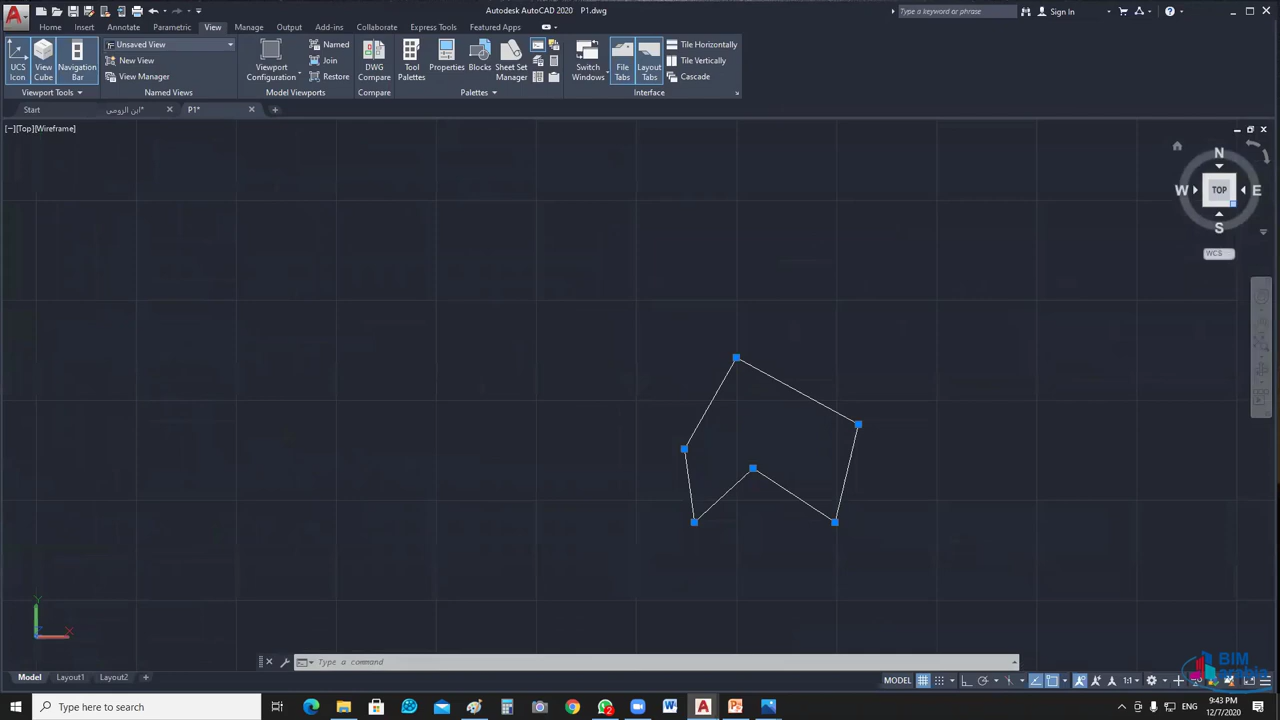 Autodesk AutoCAD 2020 P1.dwg
Type a keyword or phrase
Sign In
Home Insert Annotate Parametric View Manage Output Add-ins Collaborate Express Tools Featured Apps
UCS Icon
View Cube
Navigation Bar
Unsaved View
New View
View Manager
Viewport Configuration
Named
Join
Restore
DWG Compare
Tool Palettes
Properties
Blocks
Sheet Set Manager
Switch Windows
File Tabs
Layout Tabs
Tile Horizontally
Tile Vertically
Cascade
Viewport Tools Named Views Model Viewports Compare Palettes Interface
Start ابن الرومى* P1*
[−][Top][Wireframe]
N
W TOP E
S
WCS
Y
X
Type a command
Model Layout1 Layout2
MODEL 1:1
BIM
Type here to search
W
A
2
ENG
9:43 PM
12/7/2020